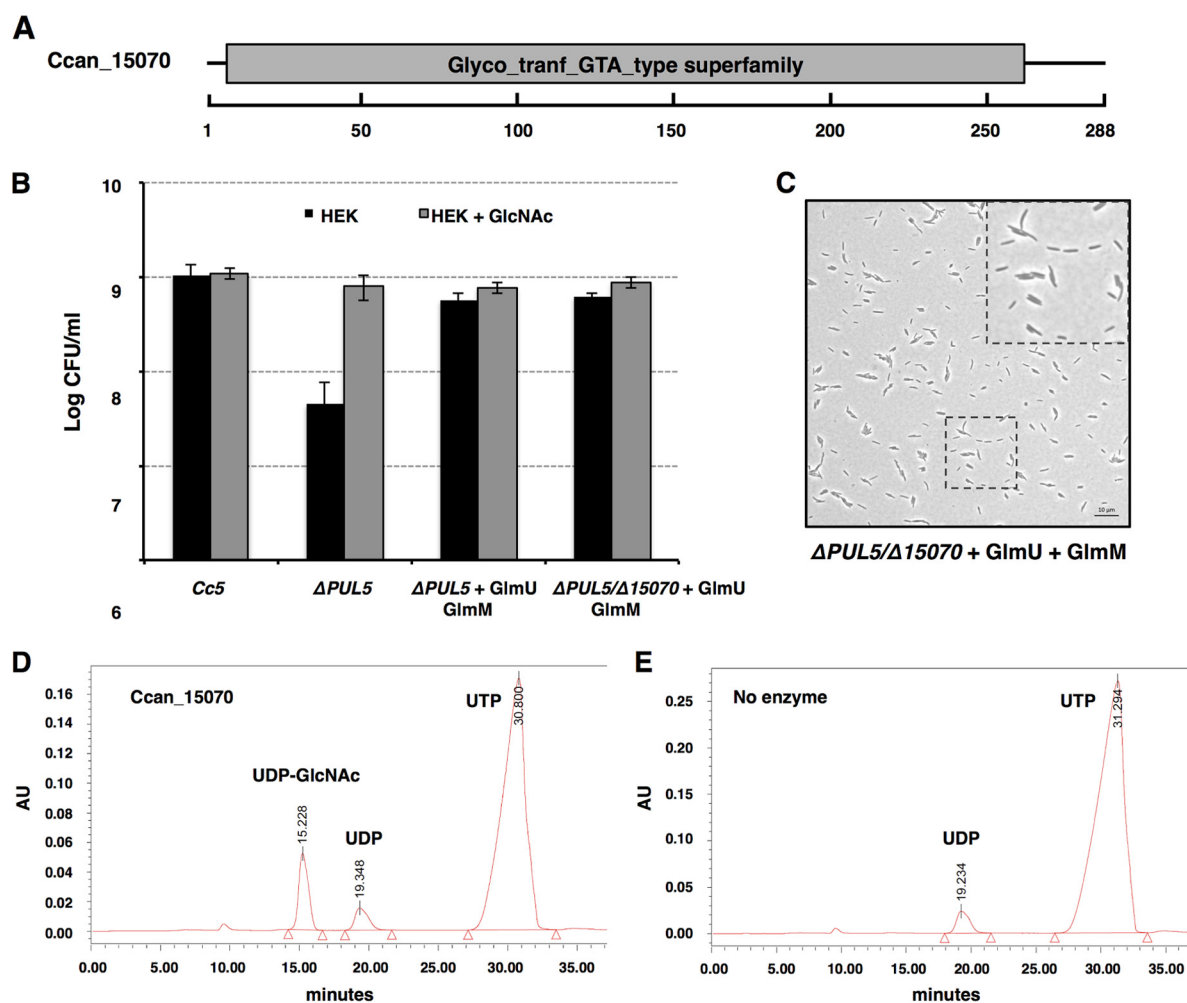 A
Ccan_15070
Glyco_tranf_GTA_type superfamily
1 50 100 150 200 250 288
B
Log CFU/ml
10
9
8
7
6
HEK HEK + GlcNAc
Cc5 ΔPUL5 ΔPUL5 + GlmU ΔPUL5/Δ15070 + GlmU
GlmM GlmM
C
10 µm
ΔPUL5/Δ15070 + GlmU + GlmM
D
Ccan_15070
AU
0.16
0.14
0.12
0.10
0.08
0.06
0.04
0.02
0.00
UDP-GlcNAc
15.228
UDP
19.348
UTP
30.800
0.00 5.00 10.00 15.00 20.00 25.00 30.00 35.00
minutes
E
No enzyme
AU
0.25
0.20
0.15
0.10
0.05
0.00
UDP
19.234
UTP
31.294
0.00 5.00 10.00 15.00 20.00 25.00 30.00 35.00
minutes